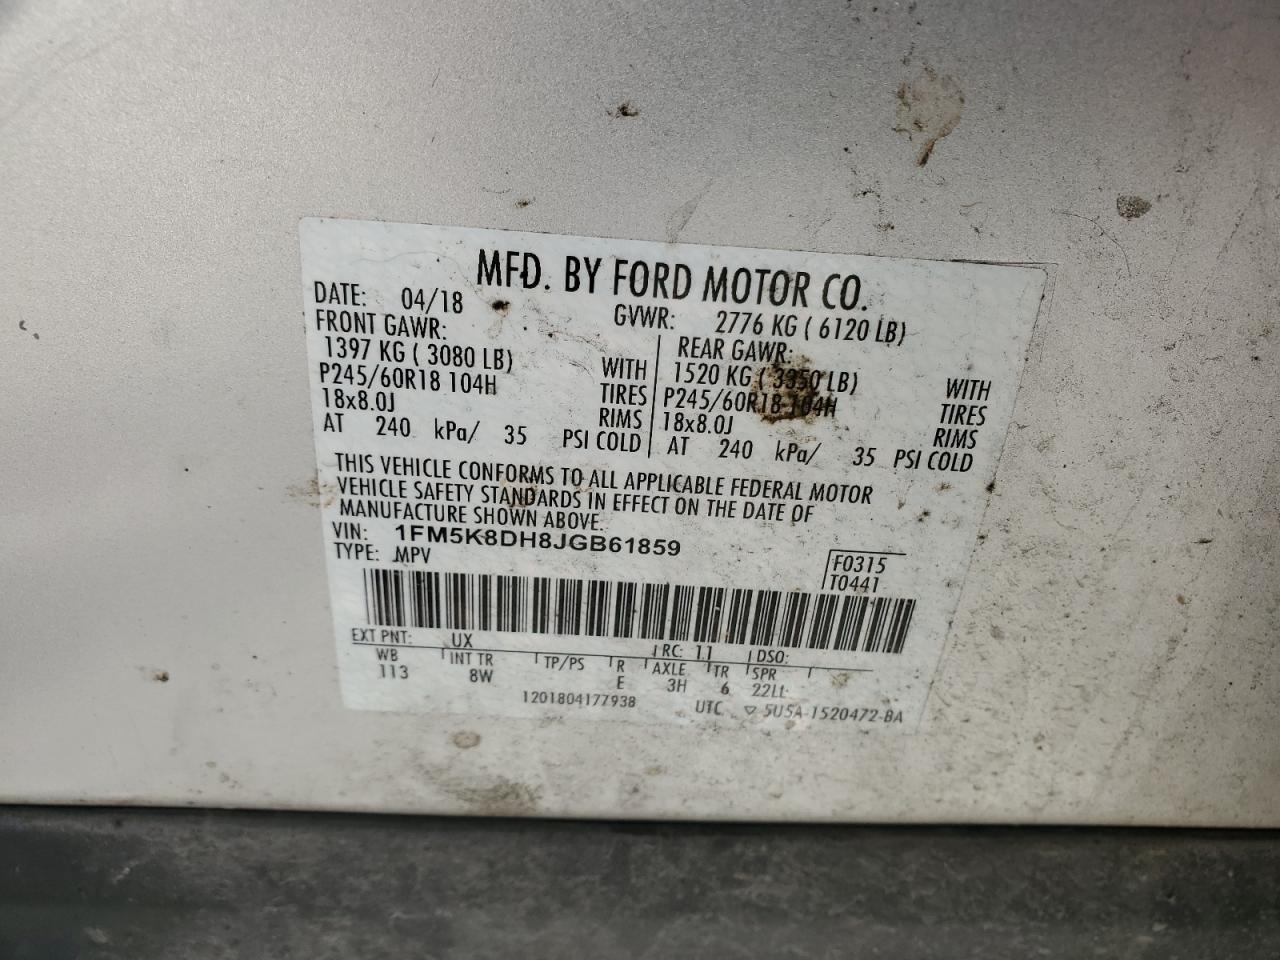 MFD. BY FORD MOTOR CO.
DATE: 04/18 GVWR: 2776 KG ( 6120 LB)
FRONT GAWR: REAR GAWR:
1397 KG ( 3080 LB) WITH 1520 KG ( 3350 LB) WITH
P245/60R18 104H TIRES P245/60R18 104H TIRES
18x8.0J RIMS 18x8.0J RIMS
AT 240 kPa/ 35 PSI COLD AT 240 kPa/ 35 PSI COLD
THIS VEHICLE CONFORMS TO ALL APPLICABLE FEDERAL MOTOR
VEHICLE SAFETY STANDARDS IN EFFECT ON THE DATE OF
MANUFACTURE SHOWN ABOVE.
VIN: 1FM5K8DH8JGB61859
TYPE: MPV
F0315
T0441
EXT PNT: UX RC: 11 DSO:
WB INT TR TP/PS R AXLE TR SPR
113 8W E 3H 6 22Lt
1201804177938 UTC ▽ 5U5A-1520472-BA